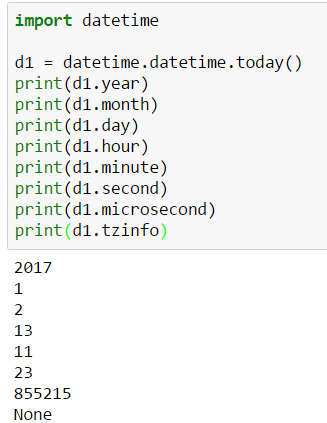 import datetime
d1 = datetime.datetime.today()
print(d1.year)
print(d1.month)
print(d1.day)
print(d1.hour)
print(d1.minute)
print(d1.second)
print(d1.microsecond)
print(d1.tzinfo)
2017
1
2
13
11
23
855215
None